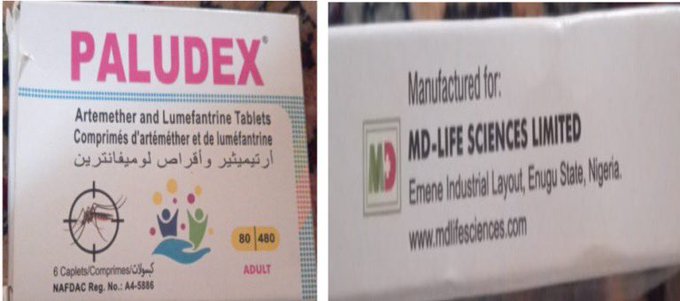 PALUDEX®
Artemether and Lumefantrine Tablets
Comprimés d'artéméther et de luméfantrine
أرتيميثير وأقراص لوميفانترين
80 | 480
ADULT
6 Caplets/Comprimes/كبسولات
NAFDAC Reg. No.: A4-5886
Manufactured for:
MD
MD-LIFE SCIENCES LIMITED
Emene Industrial Layout, Enugu State, Nigeria.
www.mdlifesciences.com